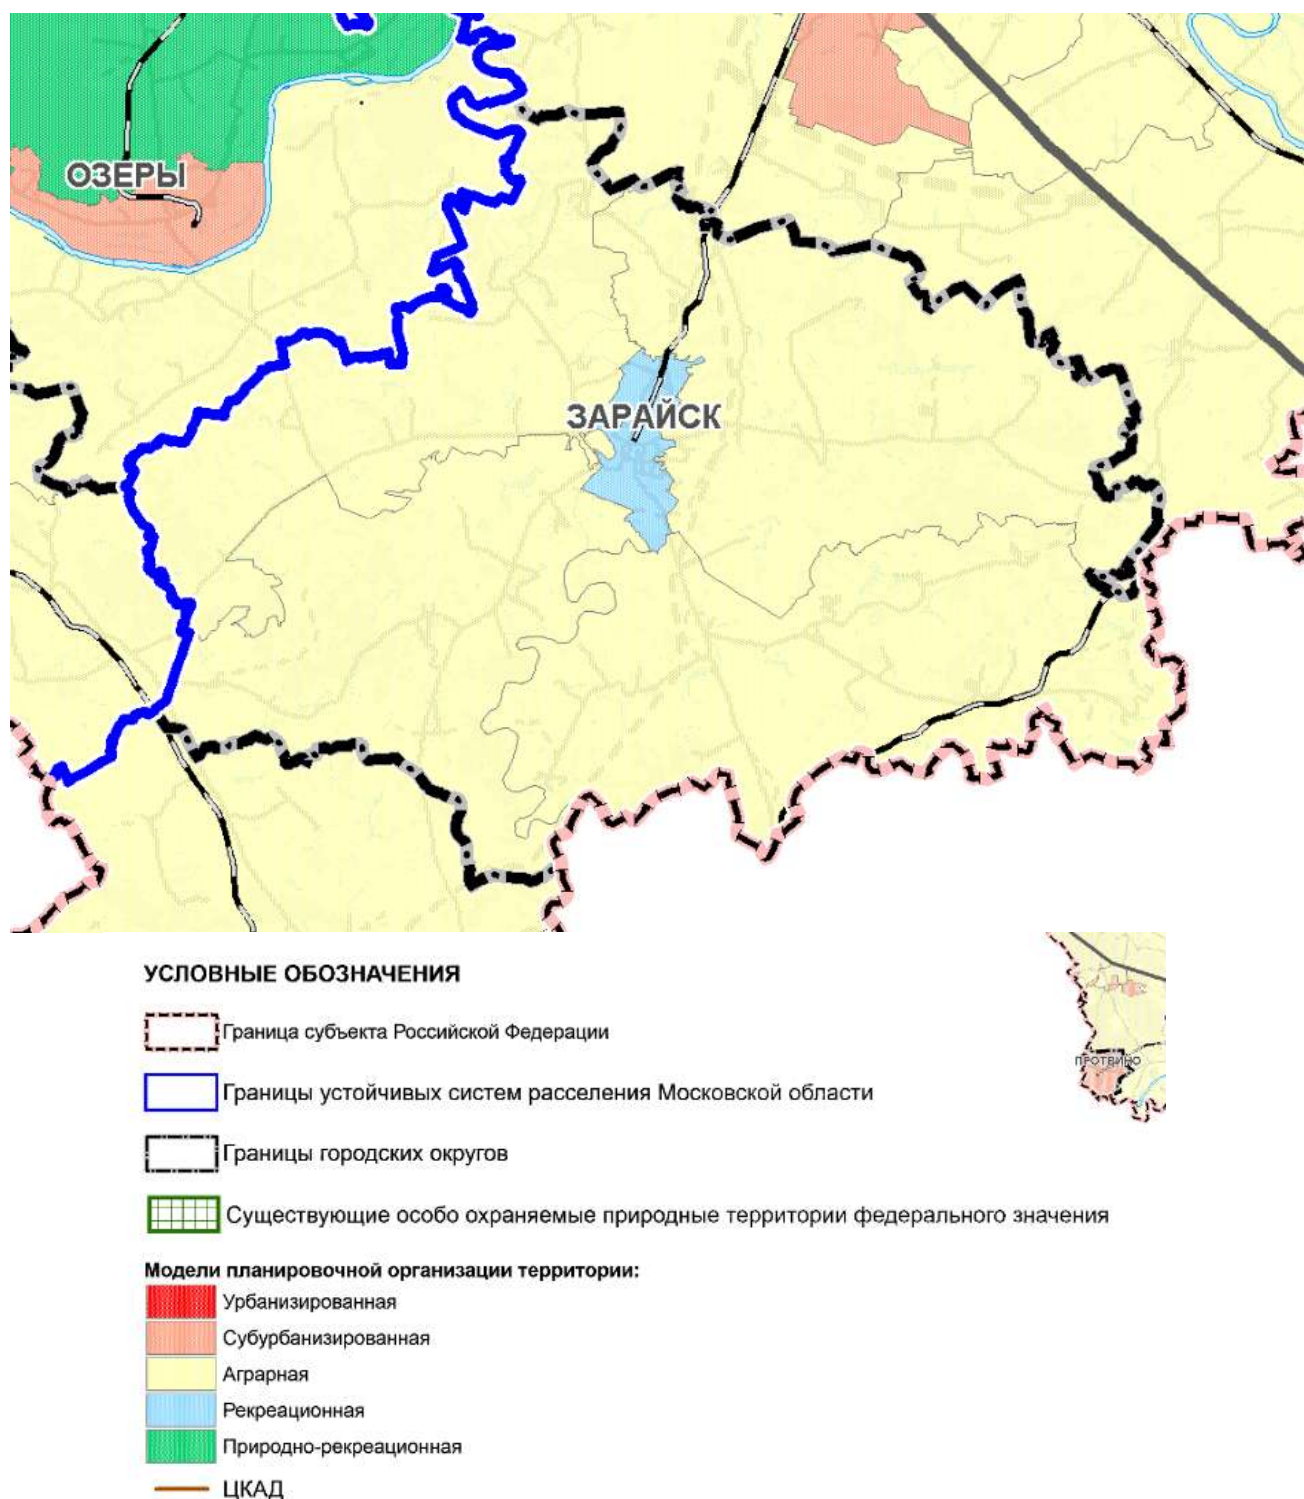 ОЗЕРЫ
ЗАРАЙСК
УСЛОВНЫЕ ОБОЗНАЧЕНИЯ
Граница субъекта Российской Федерации
ПРОТВИНО
Границы устойчивых систем расселения Московской области
Границы городских округов
Существующие особо охраняемые природные территории федерального значения
Модели планировочной организации территории:
Урбанизированная
Субурбанизированная
Аграрная
Рекреационная
Природно-рекреационная
ЦКАД